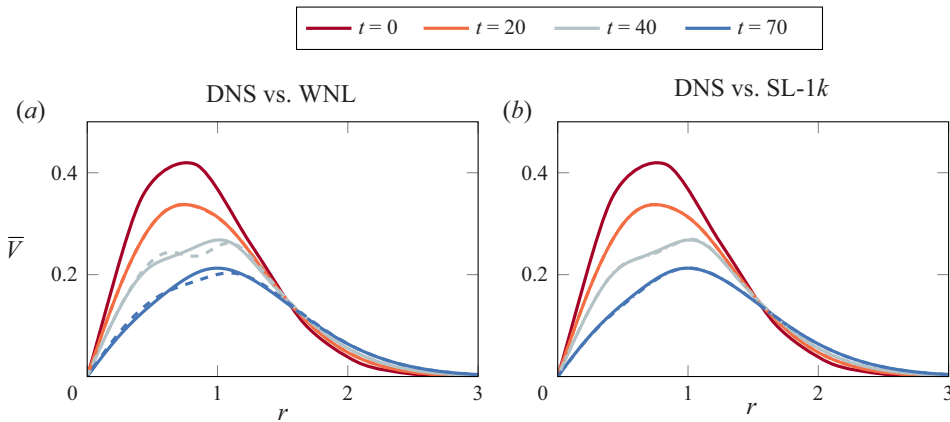 t = 0 t = 20 t = 40 t = 70
DNS vs. WNL
DNS vs. SL-1k
(a)
(b)
0.4
0.4
V̅
0.2
0.2
0 1 2 3
0 1 2 3
r
r